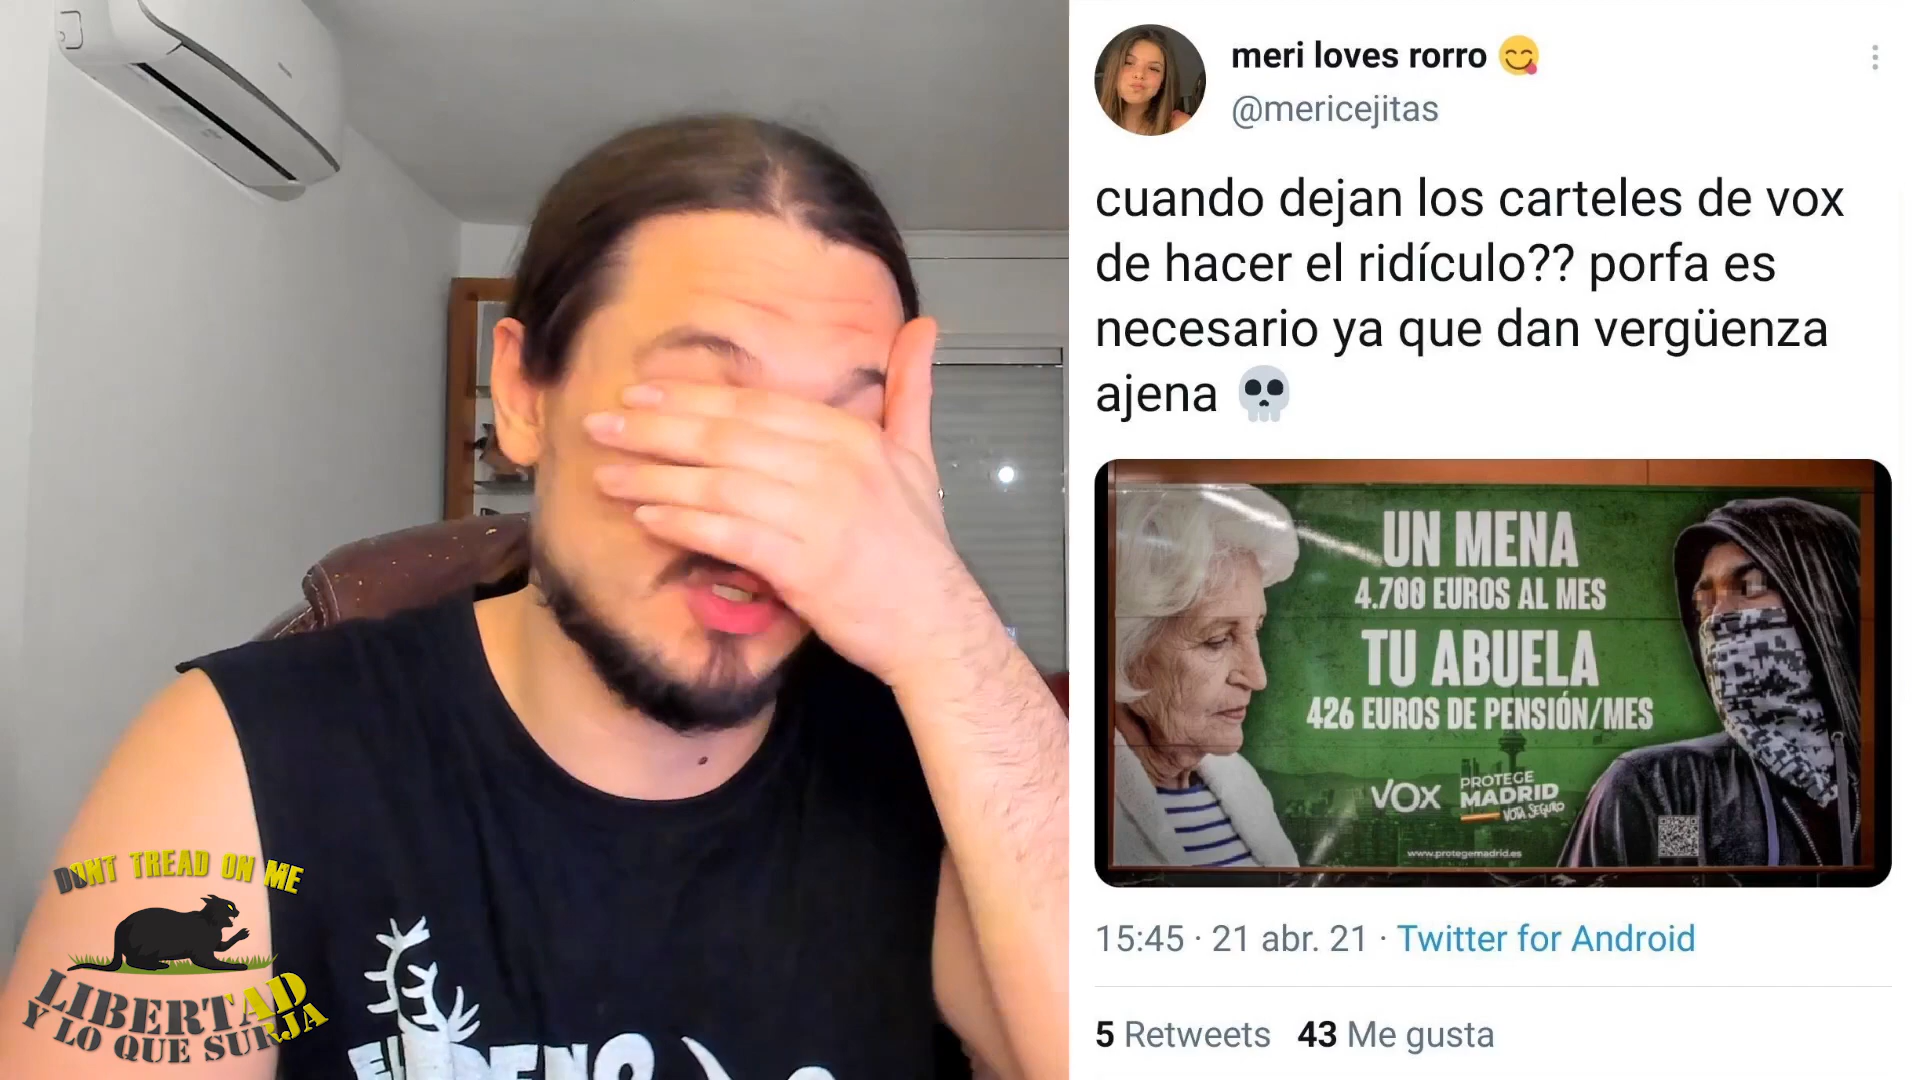 meri loves rorro 😋
@mericejitas
cuando dejan los carteles de vox
de hacer el ridículo?? porfa es
necesario ya que dan vergüenza
ajena 💀
UN MENA
4.700 EUROS AL MES
TU ABUELA
426 EUROS DE PENSIÓN/MES
VOX
PROTEGE
MADRID
VOTA SEGURO
www.protegemadrid.es
15:45 · 21 abr. 21 · Twitter for Android
5 Retweets 43 Me gusta
DONT TREAD ON ME
LIBERTAD
Y LO QUE SURJA